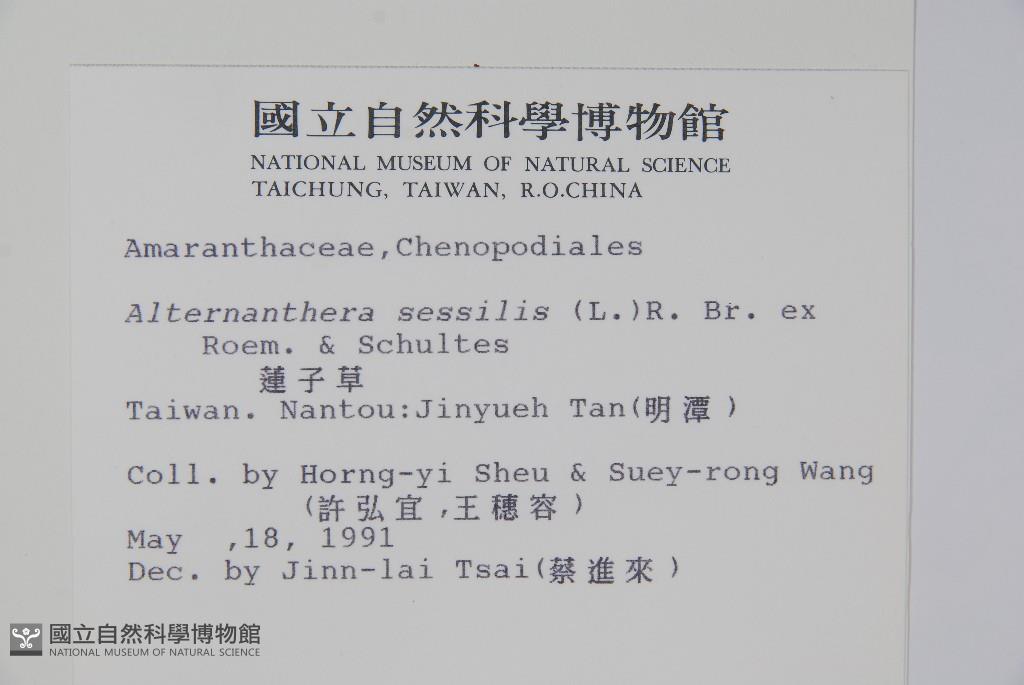 國立自然科學博物館
NATIONAL MUSEUM OF NATURAL SCIENCE
TAICHUNG, TAIWAN, R.O.CHINA
Amaranthaceae,Chenopodiales
Alternanthera sessilis (L.)R. Br. ex
Roem. & Schultes
蓮子草
Taiwan. Nantou:Jinyueh Tan(明潭)
Coll. by Horng-yi Sheu & Suey-rong Wang
(許弘宜,王穗容)
May ,18, 1991
Dec. by Jinn-lai Tsai(蔡進來)
國立自然科學博物館
NATIONAL MUSEUM OF NATURAL SCIENCE